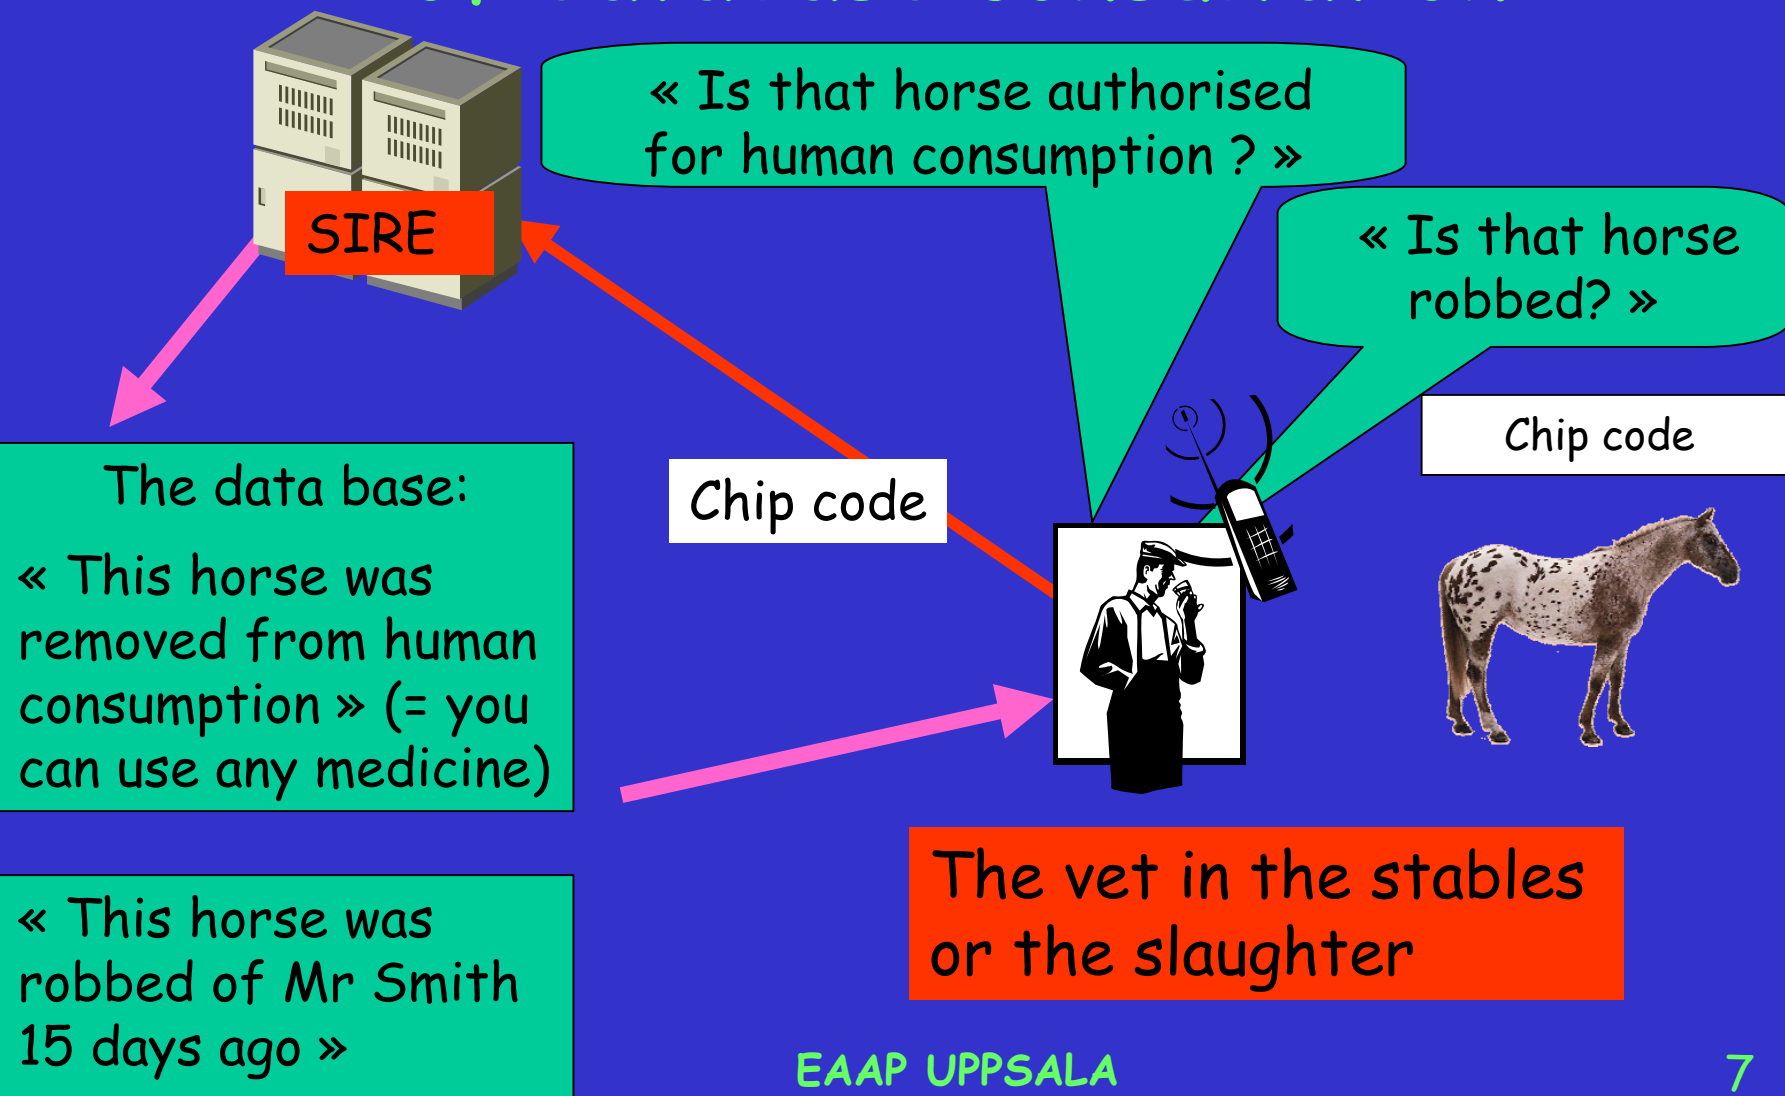 « Is that horse authorised
for human consumption ? »
SIRE
« Is that horse
robbed? »
Chip code
Chip code
The data base:
« This horse was
removed from human
consumption » (= you
can use any medicine)
The vet in the stables
or the slaughter
« This horse was
robbed of Mr Smith
15 days ago »
EAAP UPPSALA
7